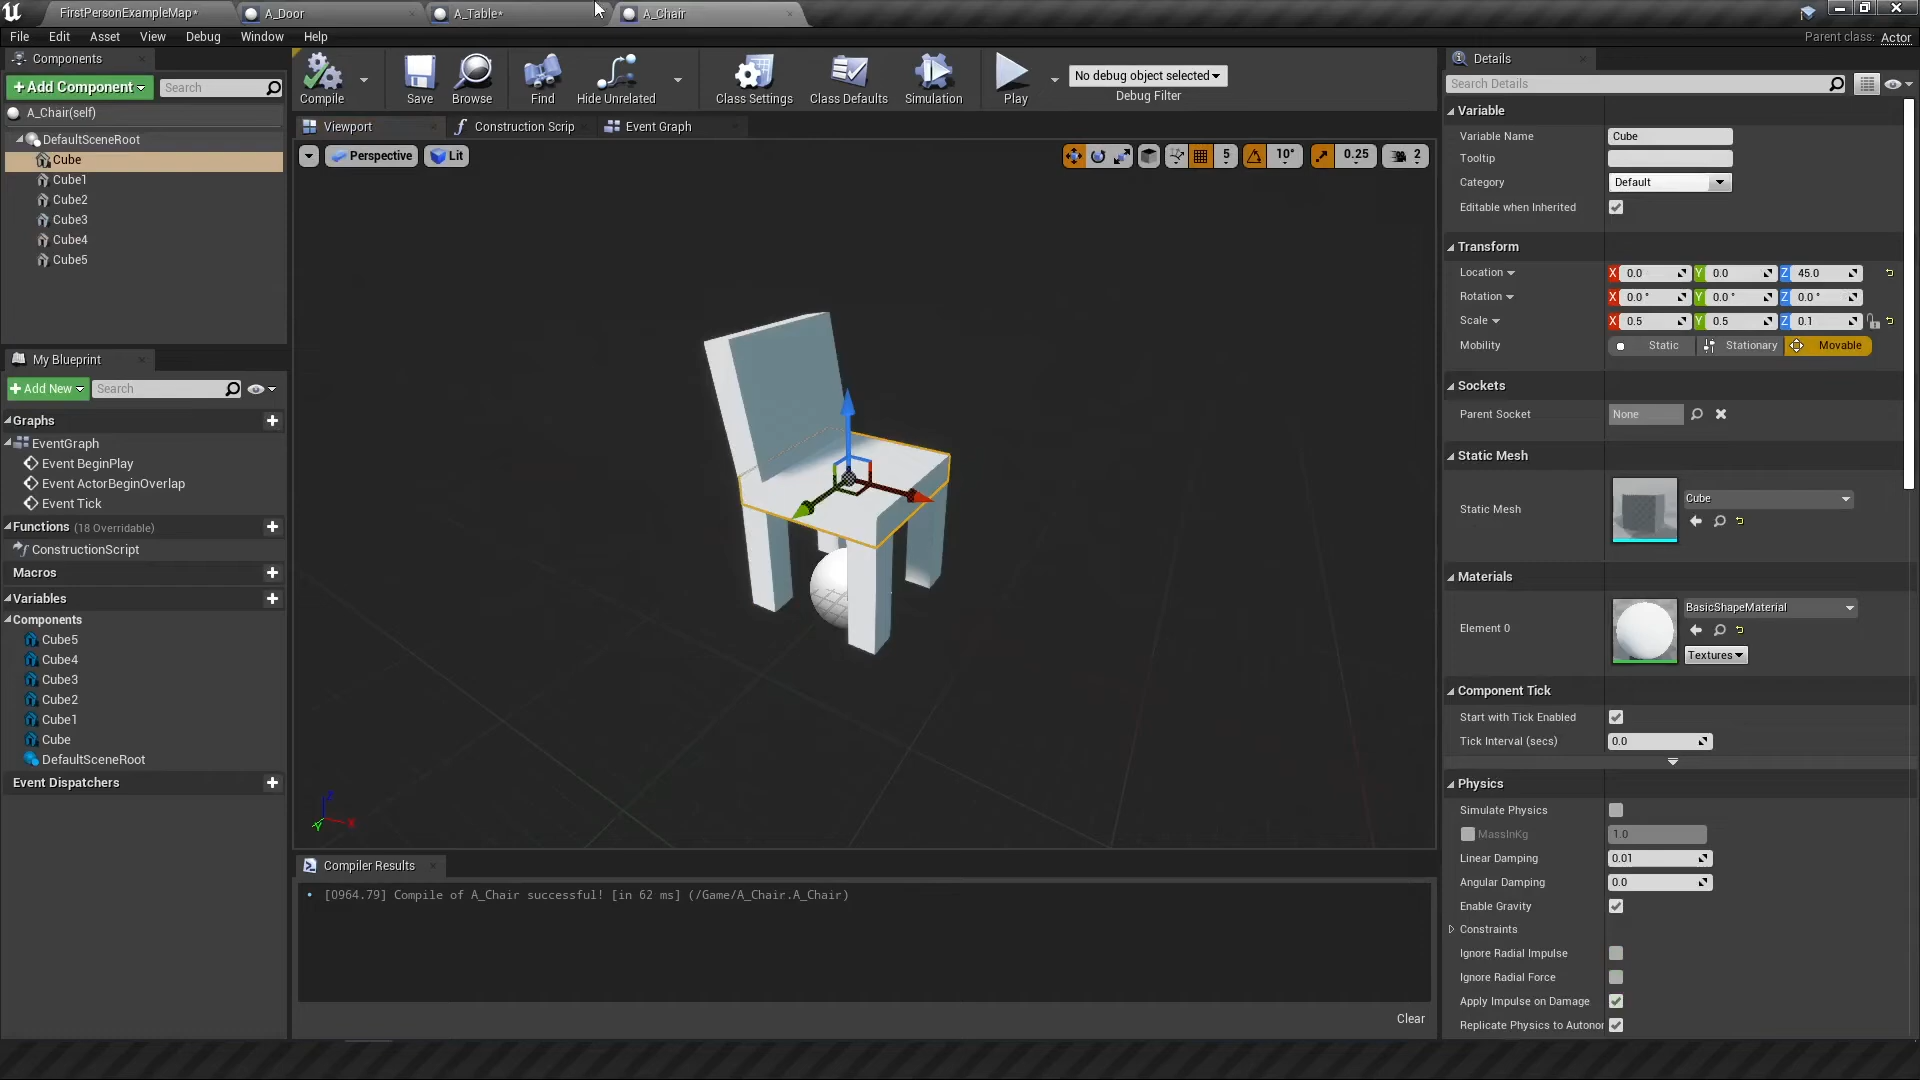 FirstPersonExampleMap*
A_Door
A_Table*
A_Chair
File Edit Asset View Debug Window Help
Parent class: Actor
Components
+Add Component
Search
A_Chair(self)
DefaultSceneRoot
Cube
Cube1
Cube2
Cube3
Cube4
Cube5
My Blueprint
+Add New
Search
Graphs
EventGraph
Event BeginPlay
Event ActorBeginOverlap
Event Tick
Functions (18 Overridable)
ConstructionScript
Macros
Variables
Components
Cube5
Cube4
Cube3
Cube2
Cube1
Cube
DefaultSceneRoot
Event Dispatchers
Compile
Save
Browse
Find
Hide Unrelated
Class Settings
Class Defaults
Simulation
Play
No debug object selected
Debug Filter
Viewport
Construction Scrip
Event Graph
Perspective
Lit
5
10°
0.25
2
Z
X
Y
Compiler Results
[0964.79] Compile of A_Chair successful! [in 62 ms] (/Game/A_Chair.A_Chair)
Clear
Details
Search Details
Variable
Variable Name Cube
Tooltip
Category Default
Editable when Inherited
Transform
Location X 0.0 Y 0.0 Z 45.0
Rotation X 0.0 ° Y 0.0 ° Z 0.0 °
Scale X 0.5 Y 0.5 Z 0.1
Mobility Static Stationary Movable
Sockets
Parent Socket None
Static Mesh
Static Mesh Cube
Materials
Element 0 BasicShapeMaterial
Textures
Component Tick
Start with Tick Enabled
Tick Interval (secs) 0.0
Physics
Simulate Physics
MassInKg 1.0
Linear Damping 0.01
Angular Damping 0.0
Enable Gravity
Constraints
Ignore Radial Impulse
Ignore Radial Force
Apply Impulse on Damage
Replicate Physics to Autonor